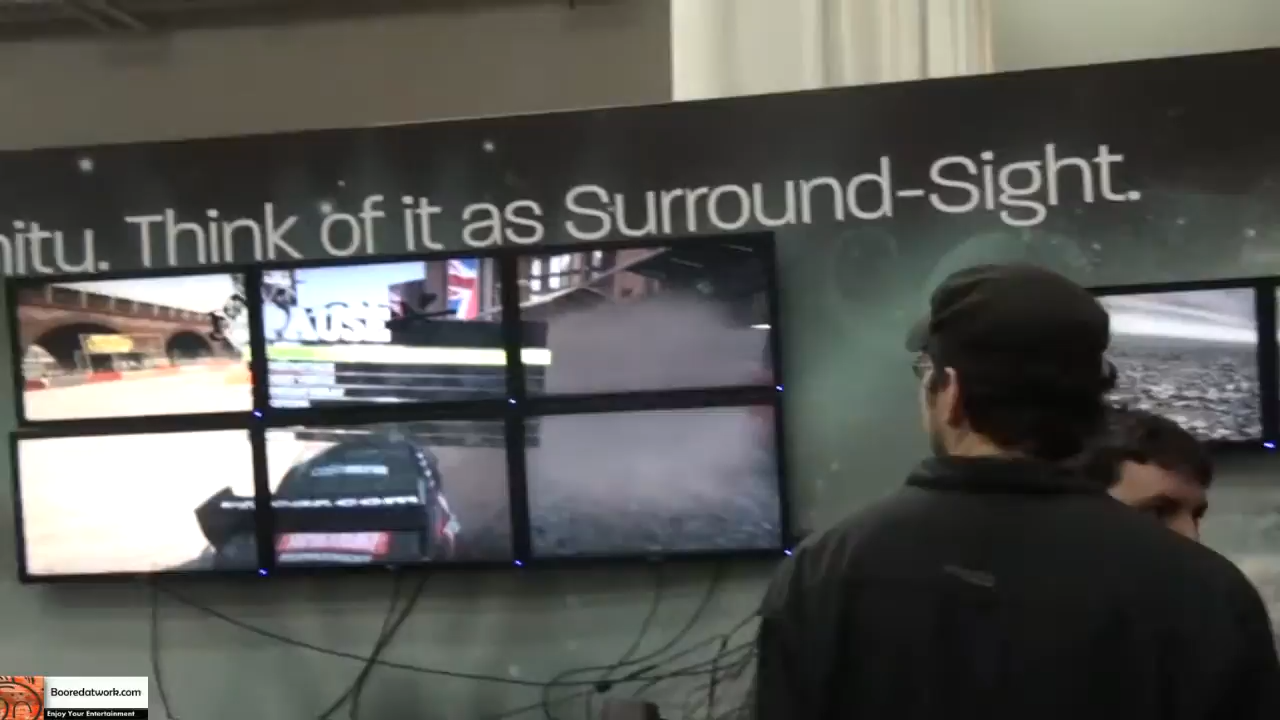 nitu. Think of it as Surround-Sight.
PAUSE
Booredatwork.com
Enjoy Your Entertainment